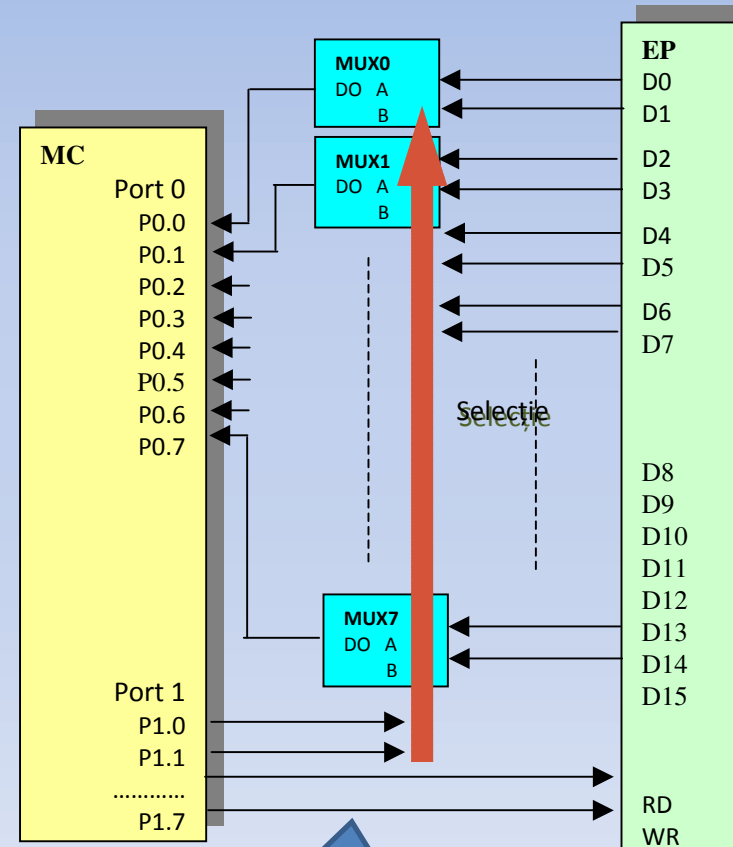 MC
Port 0
P0.0
P0.1
P0.2
P0.3
P0.4
P0.5
P0.6
P0.7
Port 1
P1.0
P1.1
............
P1.7
MUX0
DO A
B
MUX1
DO A
B
Selecție
MUX7
DO A
B
EP
D0
D1
D2
D3
D4
D5
D6
D7
D8
D9
D10
D11
D12
D13
D14
D15
RD
WR